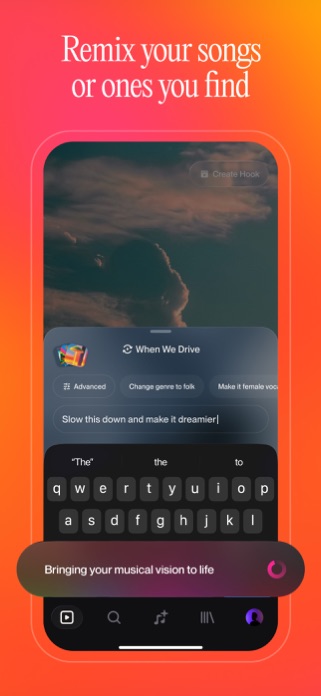 Remix your songs
or ones you find
Create Hook
When We Drive
Advanced
Change genre to folk
Make it female voca
Slow this down and make it dreamier
"The" the to
q w e r t y u i o p
a s d f g h j k l
Bringing your musical vision to life